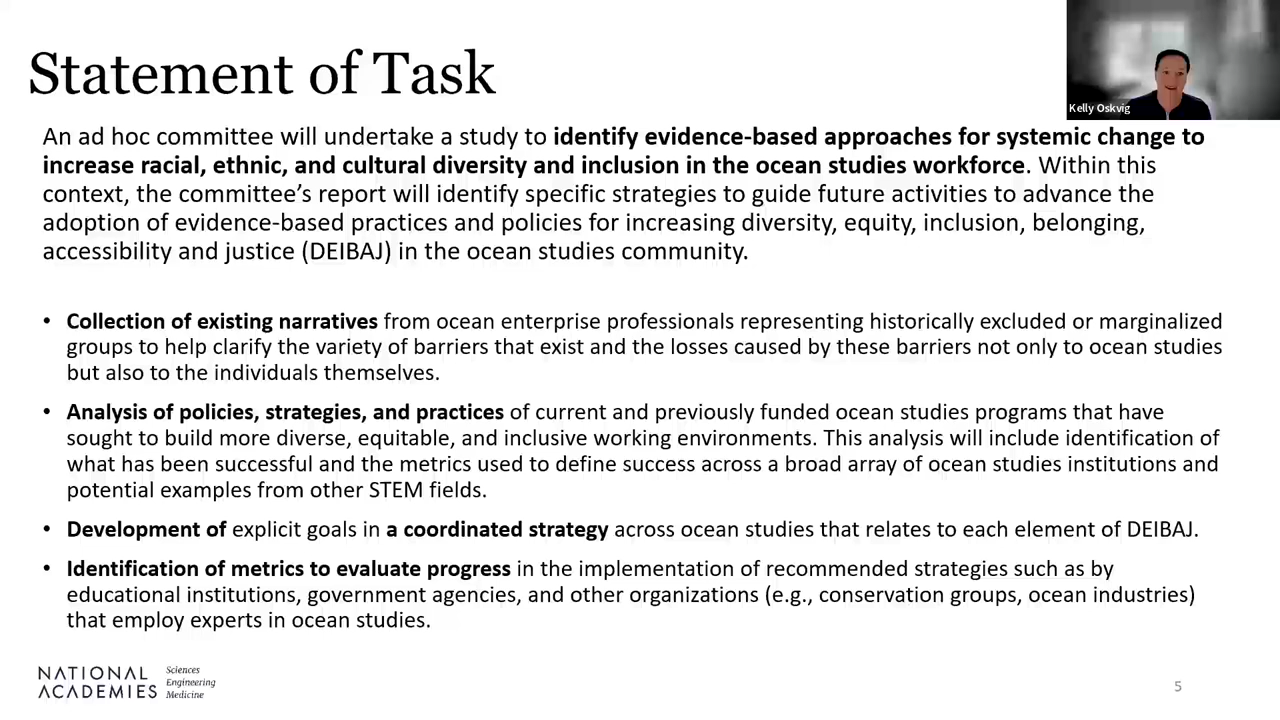 Statement of Task
Kelly Oskvig
An ad hoc committee will undertake a study to identify evidence-based approaches for systemic change to
increase racial, ethnic, and cultural diversity and inclusion in the ocean studies workforce. Within this
context, the committee’s report will identify specific strategies to guide future activities to advance the
adoption of evidence-based practices and policies for increasing diversity, equity, inclusion, belonging,
accessibility and justice (DEIBAJ) in the ocean studies community.
• Collection of existing narratives from ocean enterprise professionals representing historically excluded or marginalized
groups to help clarify the variety of barriers that exist and the losses caused by these barriers not only to ocean studies
but also to the individuals themselves.
• Analysis of policies, strategies, and practices of current and previously funded ocean studies programs that have
sought to build more diverse, equitable, and inclusive working environments. This analysis will include identification of
what has been successful and the metrics used to define success across a broad array of ocean studies institutions and
potential examples from other STEM fields.
• Development of explicit goals in a coordinated strategy across ocean studies that relates to each element of DEIBAJ.
• Identification of metrics to evaluate progress in the implementation of recommended strategies such as by
educational institutions, government agencies, and other organizations (e.g., conservation groups, ocean industries)
that employ experts in ocean studies.
NATIONAL
ACADEMIES
Sciences
Engineering
Medicine
5